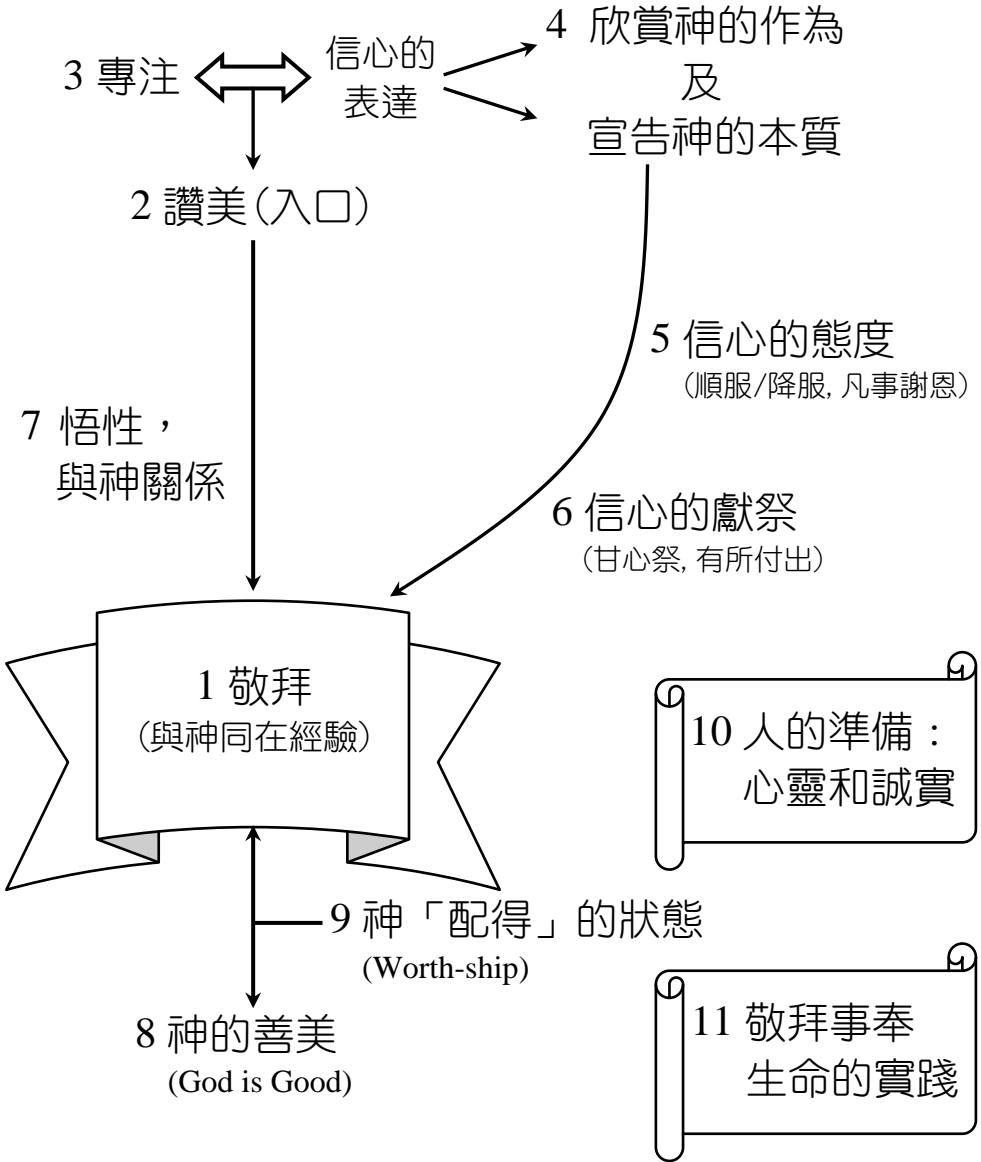 3 專注
信心的
表達
4 欣賞神的作為
及
宣告神的本質
2 讚美(入口)
5 信心的態度
(順服/降服, 凡事謝恩)
7 悟性，
與神關係
6 信心的獻祭
(甘心祭, 有所付出)
1 敬拜
(與神同在經驗)
10 人的準備：
心靈和誠實
9 神「配得」的狀態
(Worth-ship)
8 神的善美
(God is Good)
11 敬拜事奉
生命的實踐